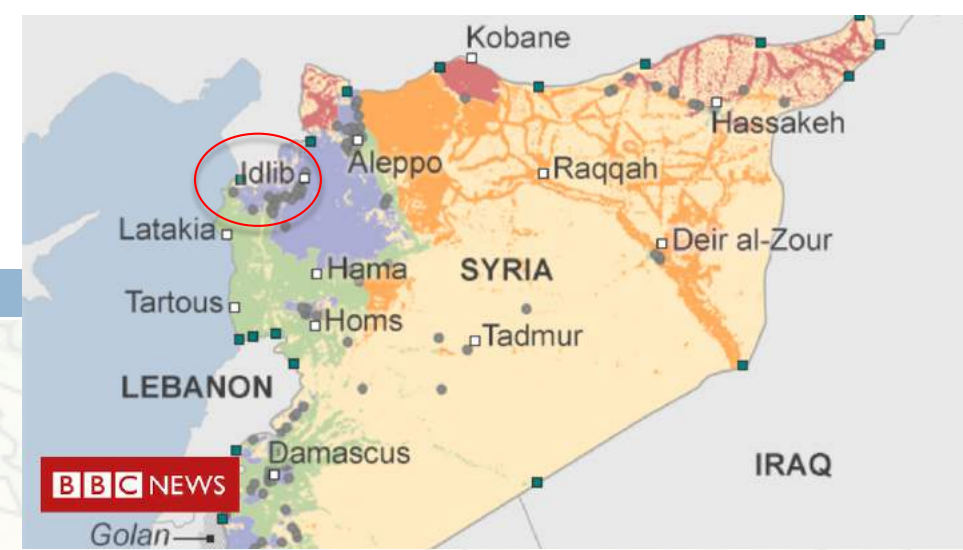 Kobane
Hassakeh
Aleppo
Idlib
Raqqah
Latakia
Deir al-Zour
Hama
SYRIA
Tartous
Homs
Tadmur
LEBANON
Damascus
IRAQ
BBC NEWS
Golan